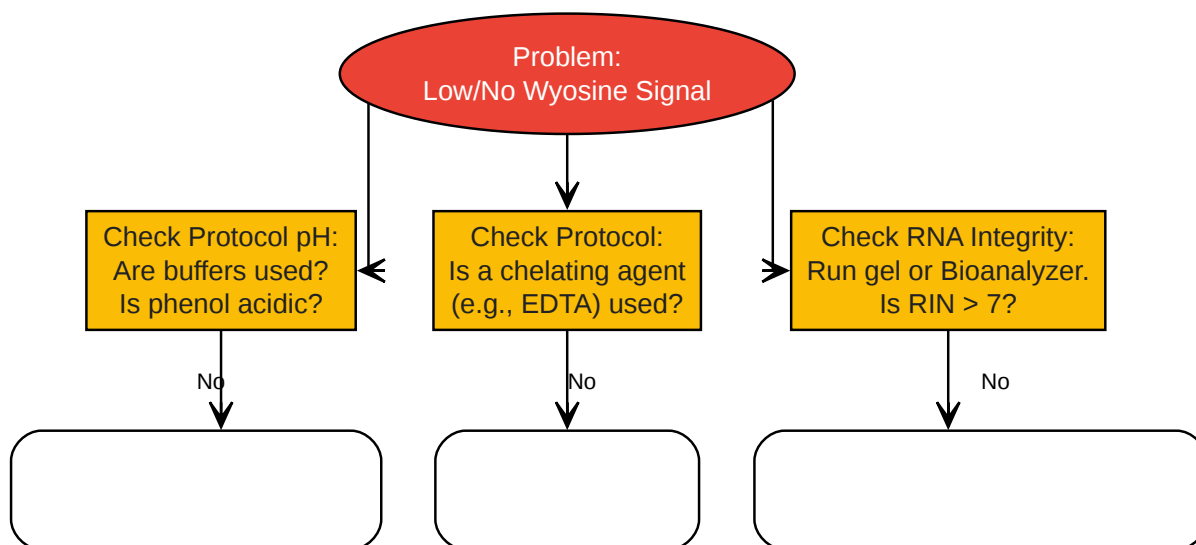 Problem:
Low/No Wyosine Signal
Check Protocol pH:
Are buffers used?
Is phenol acidic?
Check Protocol:
Is a chelating agent
(e.g., EDTA) used?
Check RNA Integrity:
Run gel or Bioanalyzer.
Is RIN > 7?
No
No
No